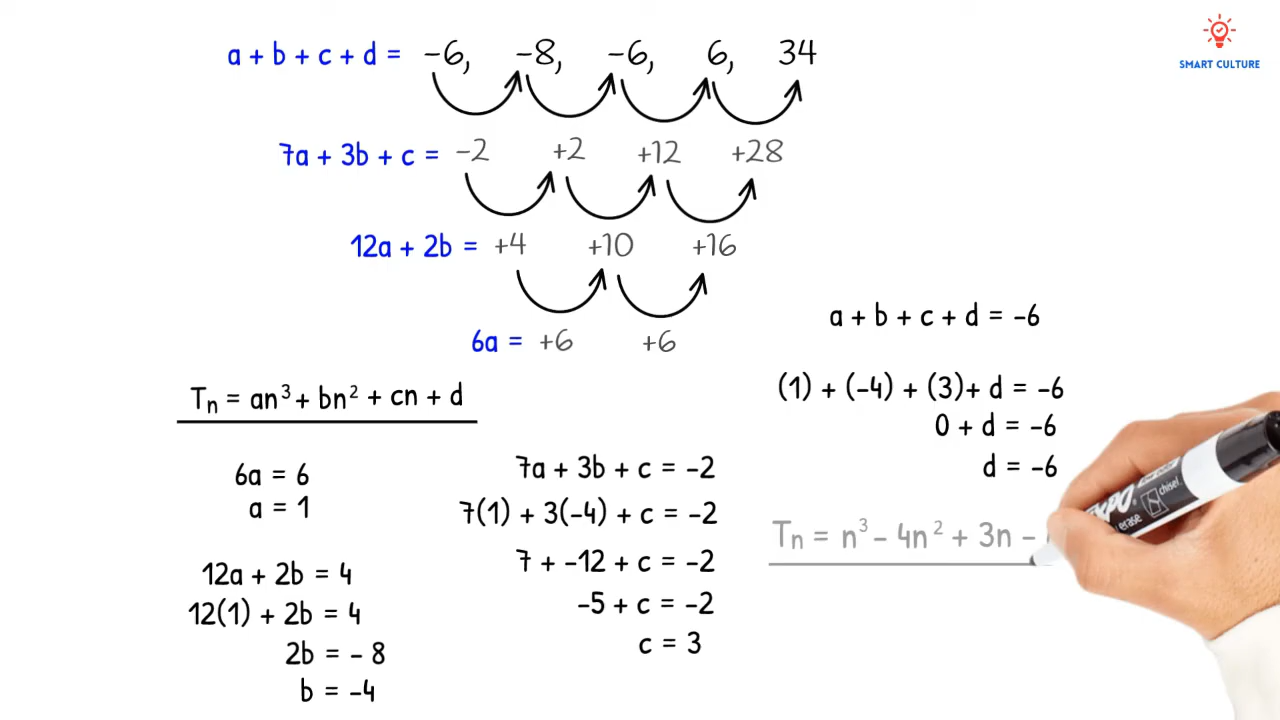 SMART CULTURE
a + b + c + d = -6, -8, -6, 6, 34
7a + 3b + c = -2 +2 +12 +28
12a + 2b = +4 +10 +16
6a = +6 +6
Tn = an³ + bn² + cn + d
6a = 6
a = 1
12a + 2b = 4
12(1) + 2b = 4
2b = - 8
b = -4
7a + 3b + c = -2
7(1) + 3(-4) + c = -2
7 + -12 + c = -2
-5 + c = -2
c = 3
a + b + c + d = -6
(1) + (-4) + (3)+ d = -6
0 + d = -6
d = -6
Tn = n³ - 4n² + 3n -
chisel
erase